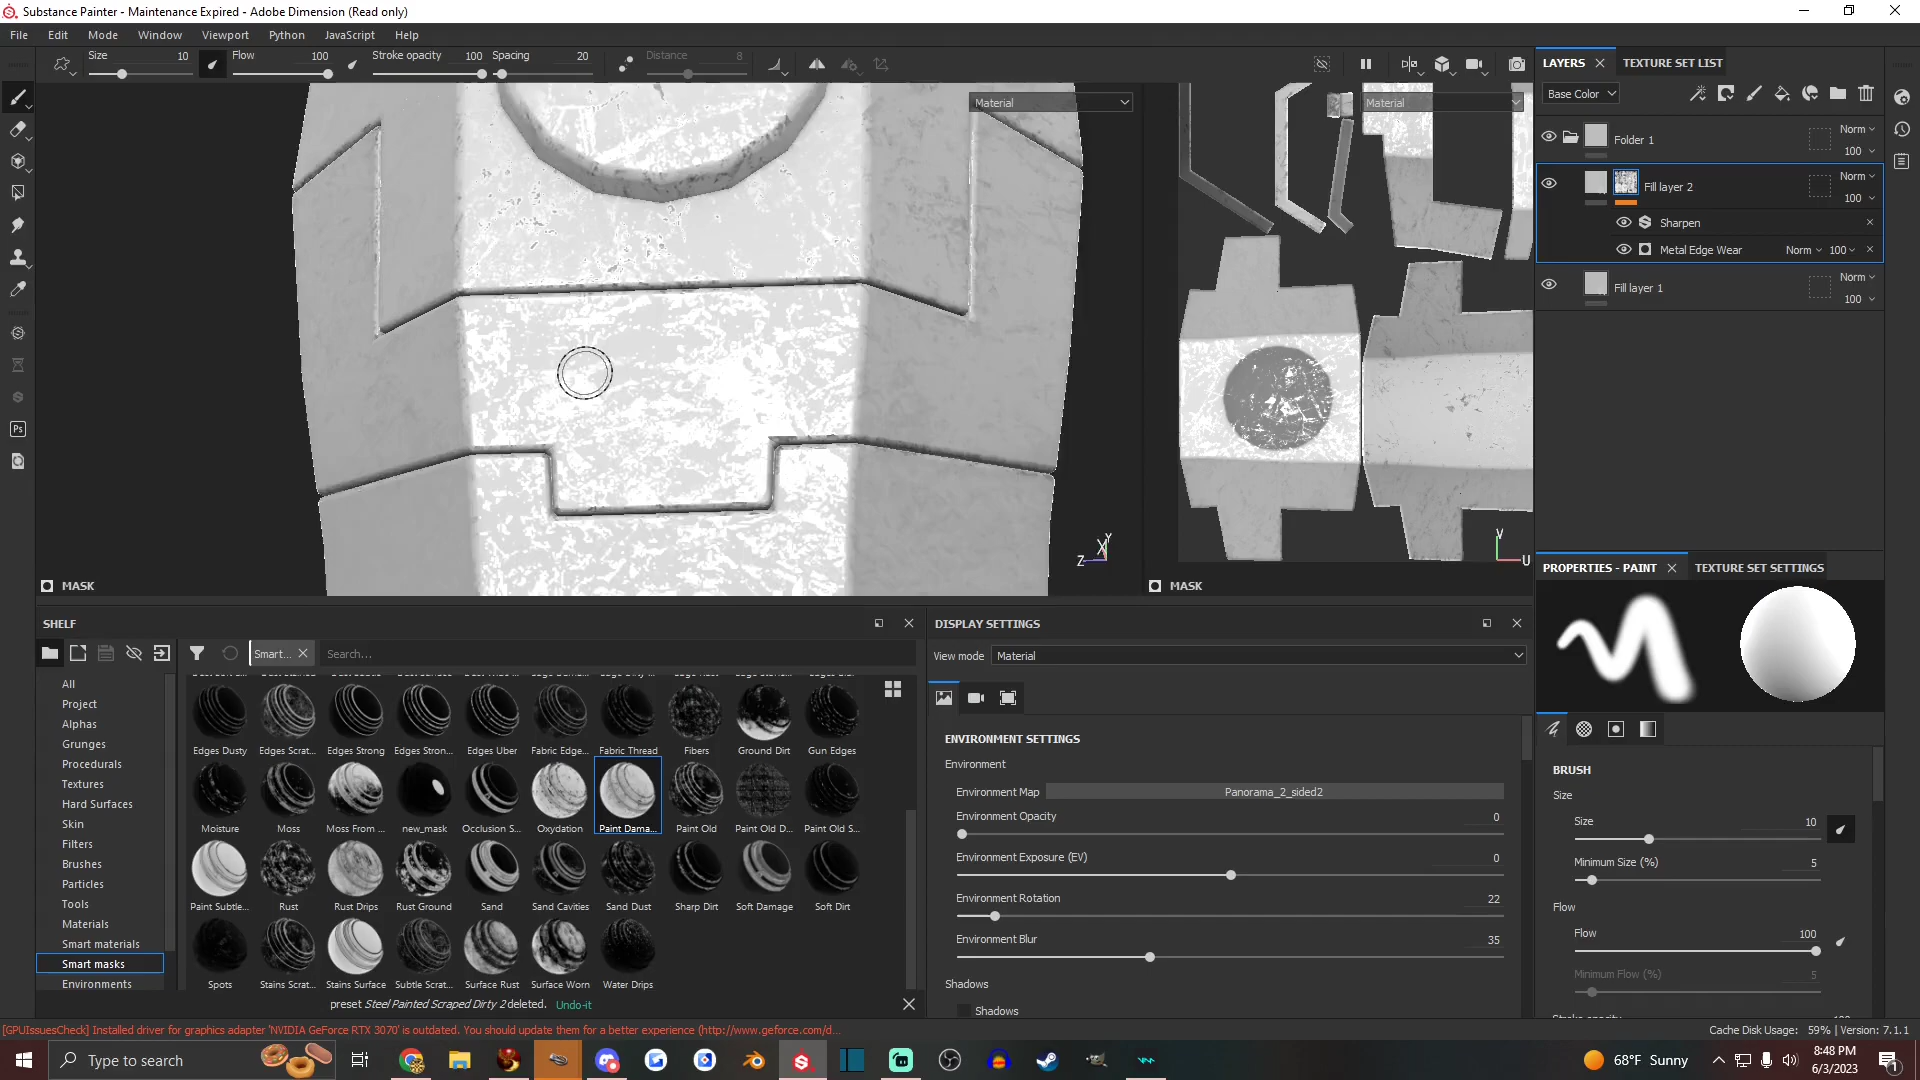 Substance Painter - Maintenance Expired - Adobe Dimension (Read only)
File Edit Mode Window Viewport Python JavaScript Help
Size 10 Flow 100 Stroke opacity 100 Spacing 20 Distance 8
LAYERS TEXTURE SET LIST
Material
Material
Base Color
Folder 1 Norm 100
Fill layer 2 Norm 100
Sharpen
Metal Edge Wear Norm 100
Fill layer 1 Norm 100
Y
X
Z
V
U
MASK
MASK
PROPERTIES - PAINT TEXTURE SET SETTINGS
Ps
SHELF
Smart... Search...
All
Project
Alphas
Grunges
Procedurals
Textures
Hard Surfaces
Skin
Filters
Brushes
Particles
Tools
Materials
Smart materials
Smart masks
Environments
Edges Dusty Edges Scrat... Edges Strong Edges Stron... Edges Uber Fabric Edge... Fabric Thread Fibers Ground Dirt Gun Edges
Moisture Moss Moss From ... new_mask Occlusion S... Oxydation Paint Dama... Paint Old Paint Old D... Paint Old S...
Paint Subtle... Rust Rust Drips Rust Ground Sand Sand Cavities Sand Dust Sharp Dirt Soft Damage Soft Dirt
Spots Stains Scrat... Stains Surface Subtle Scrat... Surface Rust Surface Worn Water Drips
preset Steel Painted Scraped Dirty 2 deleted. Undo-it
DISPLAY SETTINGS
View mode Material
ENVIRONMENT SETTINGS
Environment
Environment Map Panorama_2_sided2
Environment Opacity 0
Environment Exposure (EV) 0
Environment Rotation 22
Environment Blur 35
Shadows
Shadows
BRUSH
Size
Size 10
Minimum Size (%) 5
Flow
Flow 100
Minimum Flow (%) 5
[GPUIssuesCheck] Installed driver for graphics adapter 'NVIDIA GeForce RTX 3070' is outdated. You should update them for a better experience (http://www.geforce.com/d...
Cache Disk Usage: 59% | Version: 7.1.1
Type to search
68°F Sunny
8:48 PM
6/3/2023
1